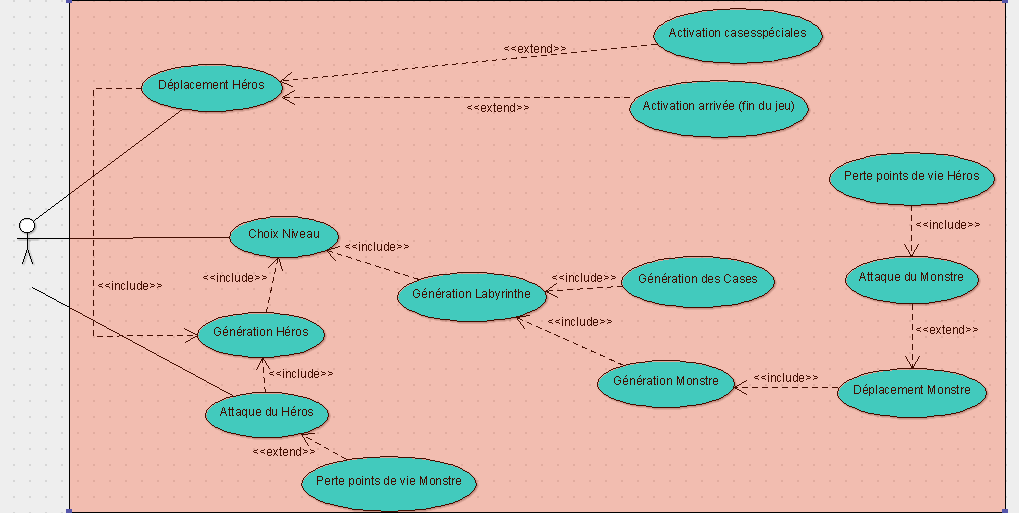 Activation casesspéciales
<<extend>>
Déplacement Héros
Activation arrivée (fin du jeu)
<<extend>>
Perte points de vie Héros
<<include>>
Choix Niveau
<<include>>
<<include>>
<<include>>
Génération des Cases
Attaque du Monstre
<<include>>
Génération Labyrinthe
<<include>>
Génération Héros
<<extend>>
<<include>>
<<include>>
Génération Monstre
Déplacement Monstre
Attaque du Héros
<<extend>>
Perte points de vie Monstre